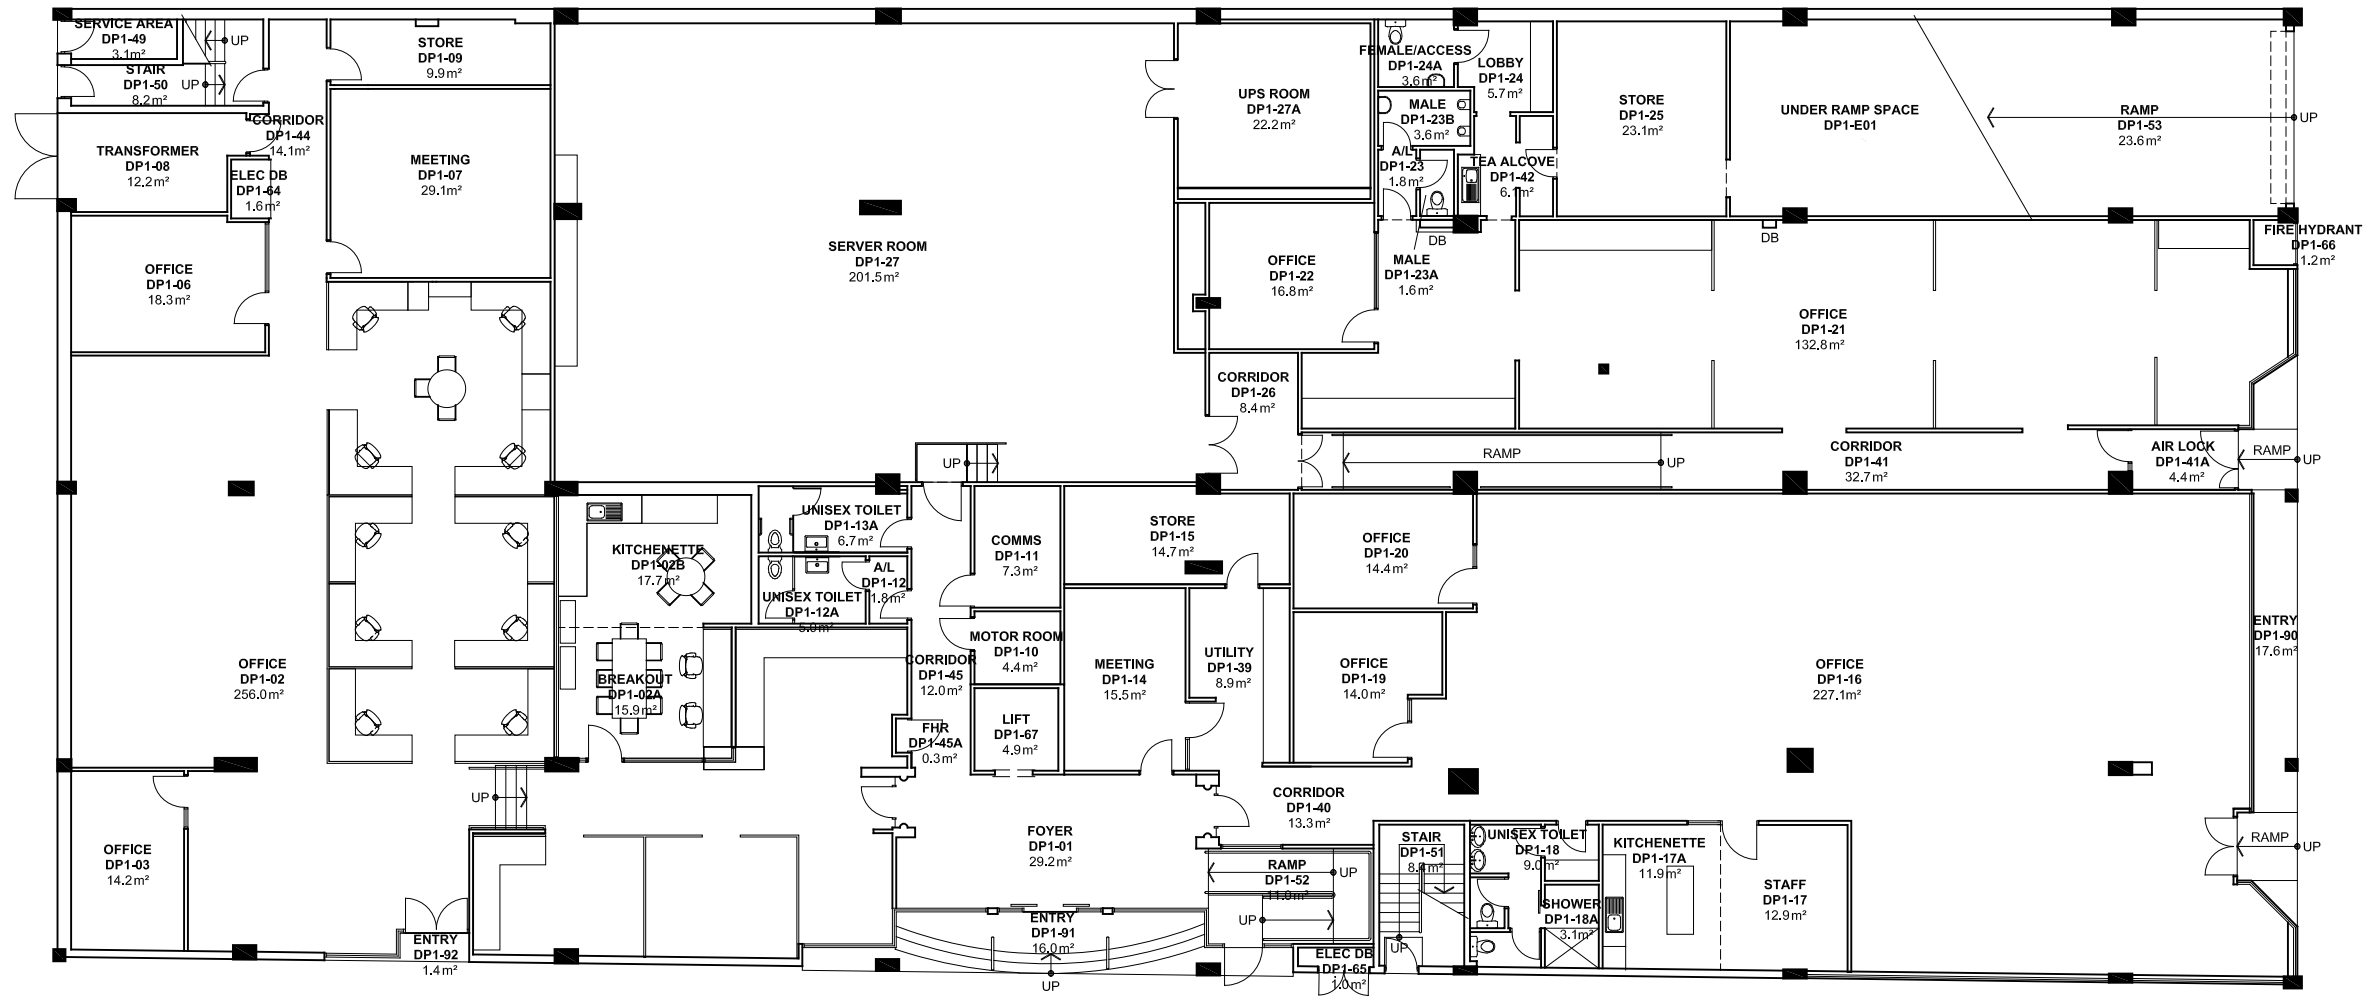 SERVICE AREA
DP1-49
3.1m²
UP
STAIR
DP1-50
8.2m²
UP
STORE
DP1-09
9.9m²
CORRIDOR
DP1-44
14.1m²
TRANSFORMER
DP1-08
12.2m²
MEETING
DP1-07
29.1m²
ELEC DB
DP1-64
1.6m²
OFFICE
DP1-06
18.3m²
SERVER ROOM
DP1-27
201.5m²
UPS ROOM
DP1-27A
22.2m²
FEMALE/ACCESS
DP1-24A
3.6m²
LOBBY
DP1-24
5.7m²
MALE
DP1-23B
3.6m²
A/L
DP1-23
1.8m²
TEA ALCOVE
DP1-42
DB
STORE
DP1-25
23.1m²
UNDER RAMP SPACE
DP1-E01
RAMP
DP1-53
23.6m²
UP
OFFICE
DP1-22
16.8m²
MALE
DP1-23A
1.6m²
DB
FIRE HYDRANT
DP1-66
1.2m²
OFFICE
DP1-21
132.8m²
CORRIDOR
DP1-26
8.4m²
RAMP
UP
CORRIDOR
DP1-41
32.7m²
AIR LOCK
DP1-41A
4.4m²
RAMP
UP
UP
UNISEX TOILET
DP1-13A
6.7m²
KITCHENETTE
DP1-02B
17.7m²
A/L
DP1-12
1.8m²
UNISEX TOILET
DP1-12A
5.0m²
COMMS
DP1-11
7.3m²
STORE
DP1-15
14.7m²
OFFICE
DP1-20
14.4m²
OFFICE
DP1-02
256.0m²
BREAKOUT
DP1-02A
15.9m²
CORRIDOR
DP1-45
12.0m²
MOTOR ROOM
DP1-10
4.4m²
MEETING
DP1-14
15.5m²
UTILITY
DP1-39
8.9m²
OFFICE
DP1-19
14.0m²
OFFICE
DP1-16
227.1m²
ENTRY
DP1-90
17.6m²
FHR
DP1-45A
0.3m²
LIFT
DP1-67
4.9m²
UP
CORRIDOR
DP1-40
13.3m²
OFFICE
DP1-03
14.2m²
FOYER
DP1-01
29.2m²
RAMP
DP1-52
11.0m²
UP
UP
STAIR
DP1-51
UP
UNISEX TOILET
DP1-18
9.0m²
SHOWER
DP1-18A
3.1m²
KITCHENETTE
DP1-17A
11.9m²
STAFF
DP1-17
12.9m²
RAMP
UP
ENTRY
DP1-92
1.4m²
ENTRY
DP1-91
16.0m²
UP
ELEC DB
DP1-65
1.0m²